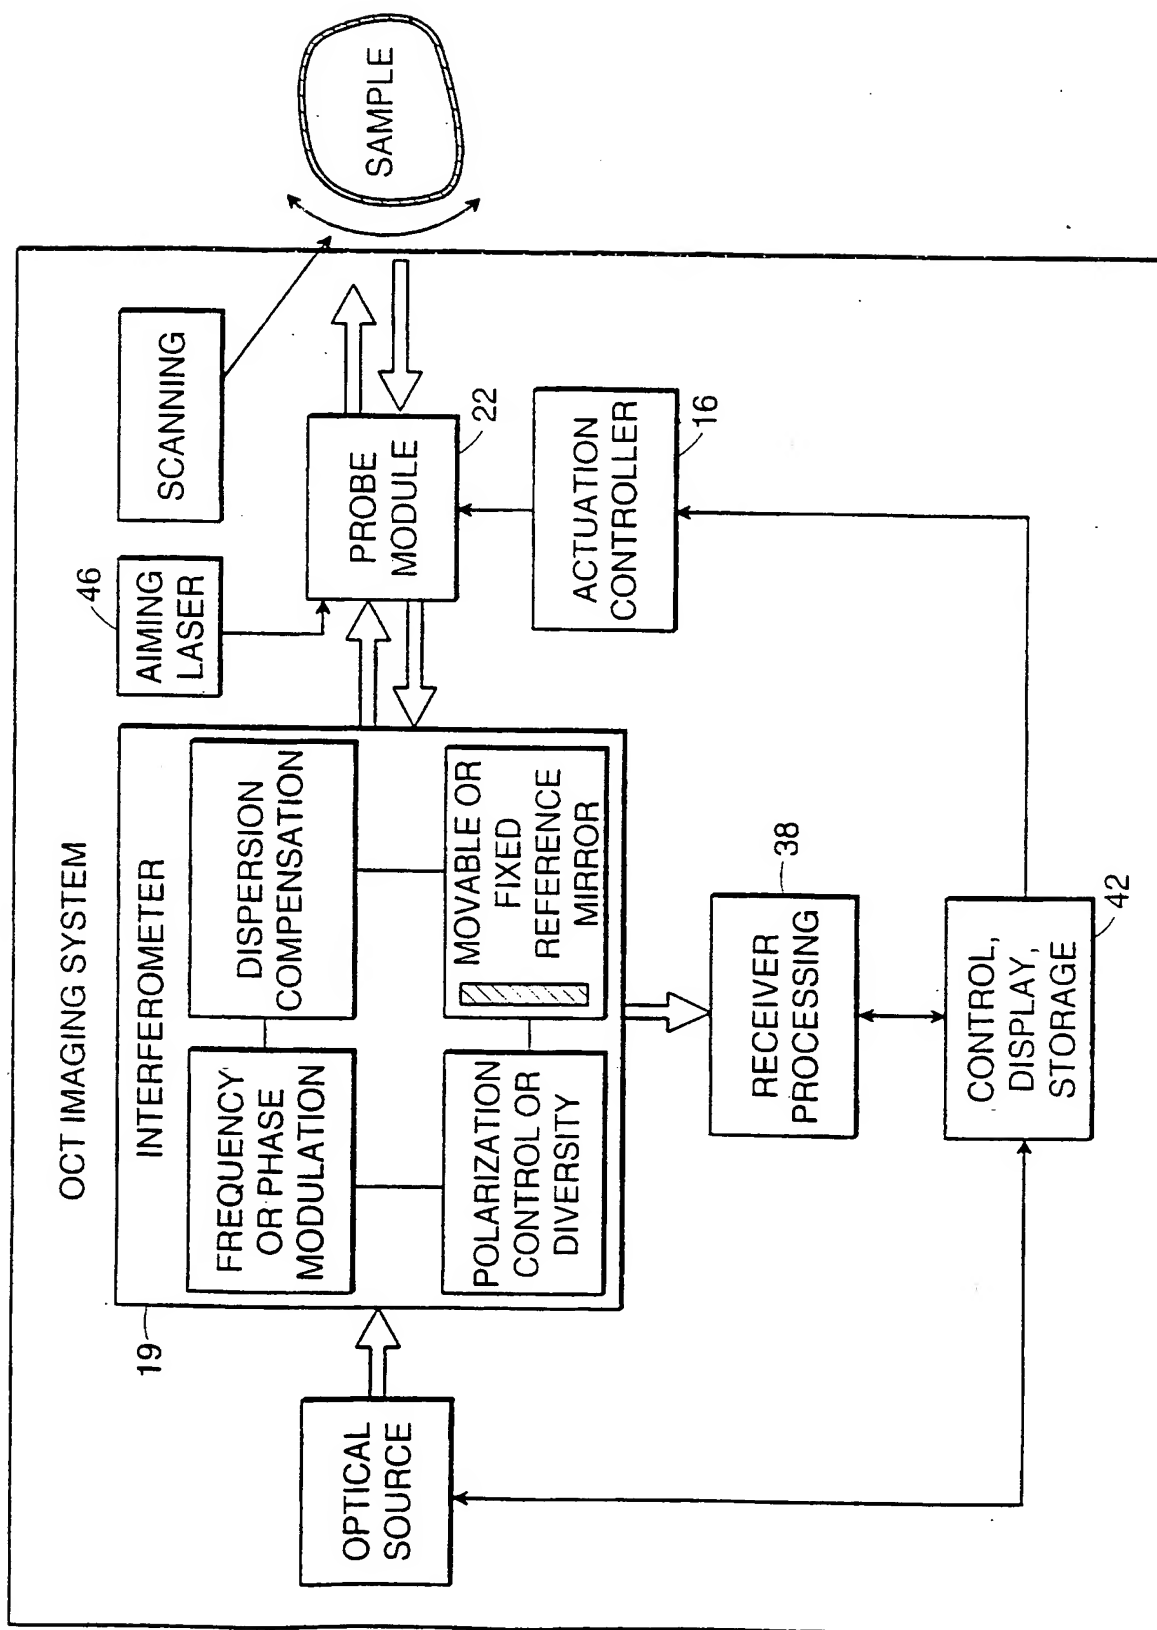 OCT IMAGING SYSTEM
19
INTERFEROMETER
FREQUENCY
OR PHASE
MODULATION
DISPERSION
COMPENSATION
POLARIZATION
CONTROL OR
DIVERSITY
MOVABLE OR
FIXED
REFERENCE
MIRROR
OPTICAL
SOURCE
46
AIMING
LASER
SCANNING
PROBE
MODULE
22
SAMPLE
ACTUATION
CONTROLLER
16
RECEIVER
PROCESSING
38
CONTROL,
DISPLAY,
STORAGE
42